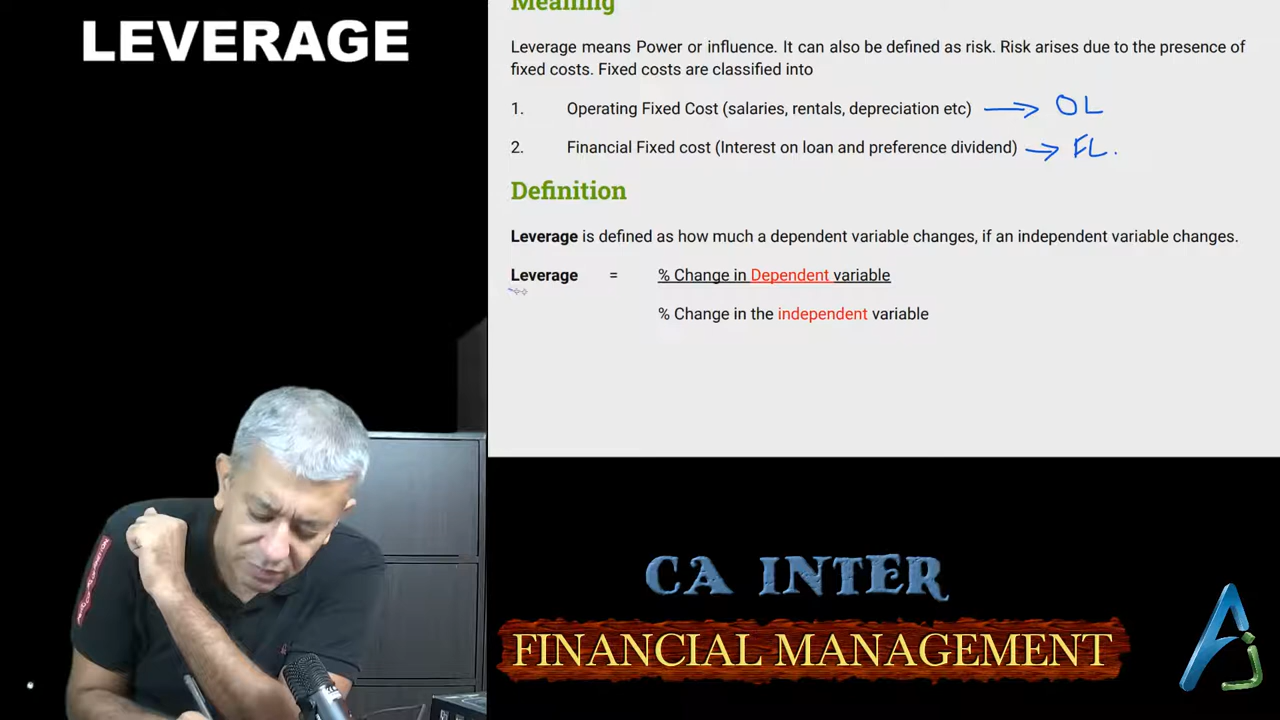 LEVERAGE
Meaning
Leverage means Power or influence. It can also be defined as risk. Risk arises due to the presence of
fixed costs. Fixed costs are classified into
1. Operating Fixed Cost (salaries, rentals, depreciation etc) → OL
2. Financial Fixed cost (Interest on loan and preference dividend) → FL.
Definition
Leverage is defined as how much a dependent variable changes, if an independent variable changes.
Leverage = % Change in Dependent variable
% Change in the independent variable
CA INTER
FINANCIAL MANAGEMENT